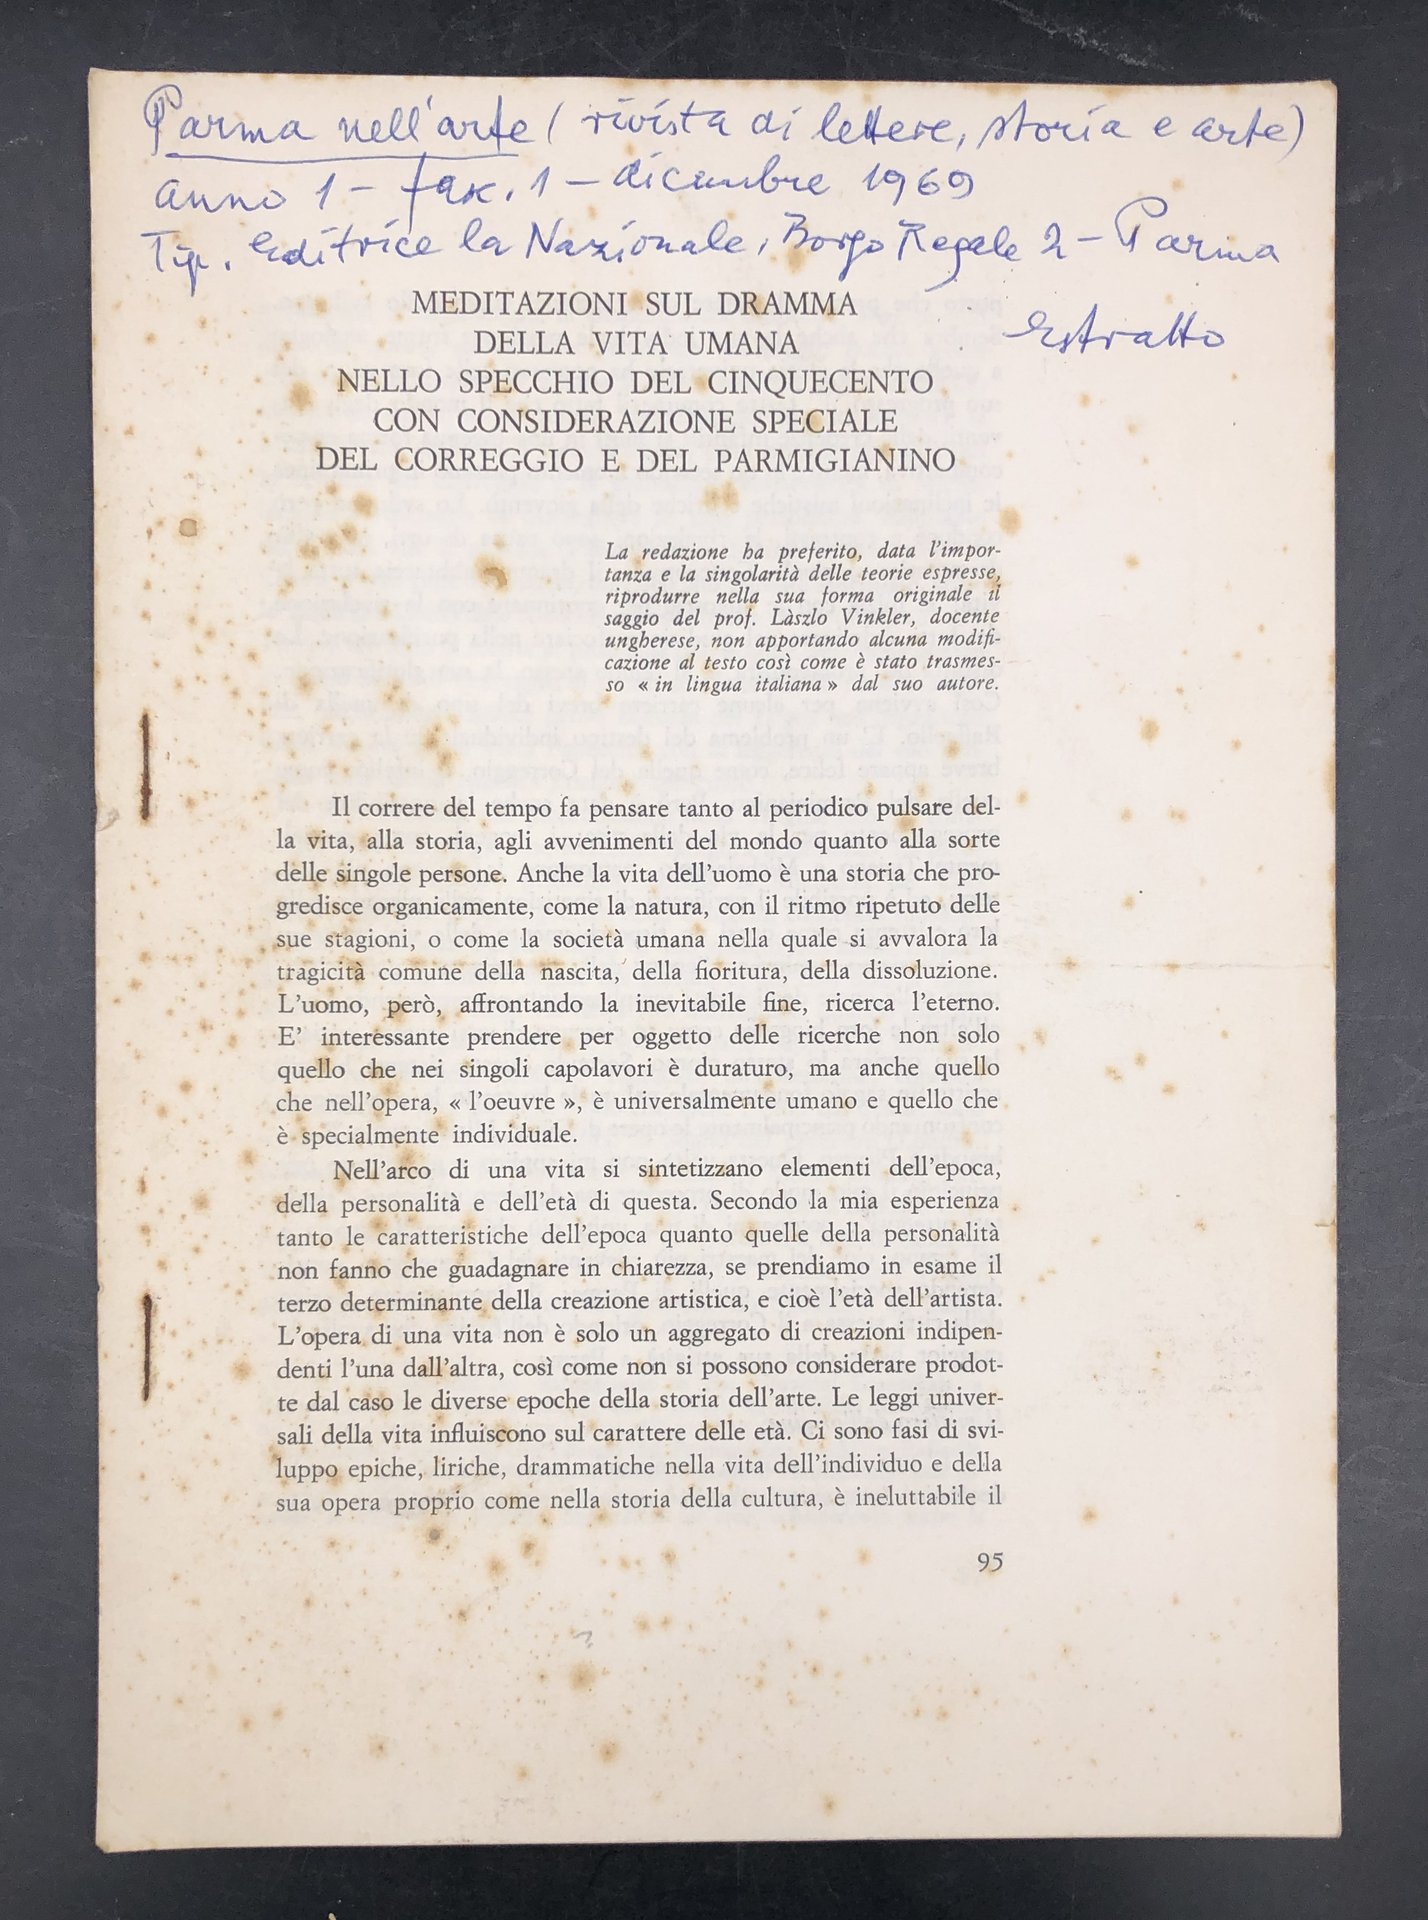 Parma nell'arte (rivista di lettere, storia e arte)
anno 1 - fasc. 1 - dicembre 1969
Tip. Editrice la Nazionale, Borgo Regale 2 - Parma
Estratto
MEDITAZIONI SUL DRAMMA
DELLA VITA UMANA
NELLO SPECCHIO DEL CINQUECENTO
CON CONSIDERAZIONE SPECIALE
DEL CORREGGIO E DEL PARMIGIANINO
La redazione ha preferito, data l'impor-
tanza e la singolarità delle teorie espresse,
riprodurre nella sua forma originale il
saggio del prof. Làszlo Vinkler, docente
ungherese, non apportando alcuna modifi-
cazione al testo così come è stato trasmes-
so « in lingua italiana » dal suo autore.
Il correre del tempo fa pensare tanto al periodico pulsare del-
la vita, alla storia, agli avvenimenti del mondo quanto alla sorte
delle singole persone. Anche la vita dell'uomo è una storia che pro-
gredisce organicamente, come la natura, con il ritmo ripetuto delle
sue stagioni, o come la società umana nella quale si avvalora la
tragicità comune della nascita, della fioritura, della dissoluzione.
L'uomo, però, affrontando la inevitabile fine, ricerca l'eterno.
E' interessante prendere per oggetto delle ricerche non solo
quello che nei singoli capolavori è duraturo, ma anche quello
che nell'opera, « l'oeuvre », è universalmente umano e quello che
è specialmente individuale.
Nell'arco di una vita si sintetizzano elementi dell'epoca,
della personalità e dell'età di questa. Secondo la mia esperienza
tanto le caratteristiche dell'epoca quanto quelle della personalità
non fanno che guadagnare in chiarezza, se prendiamo in esame il
terzo determinante della creazione artistica, e cioè l'età dell'artista.
L'opera di una vita non è solo un aggregato di creazioni indipen-
denti l'una dall'altra, così come non si possono considerare prodot-
te dal caso le diverse epoche della storia dell'arte. Le leggi univer-
sali della vita influiscono sul carattere delle età. Ci sono fasi di svi-
luppo epiche, liriche, drammatiche nella vita dell'individuo e della
sua opera proprio come nella storia della cultura, è ineluttabile il
95